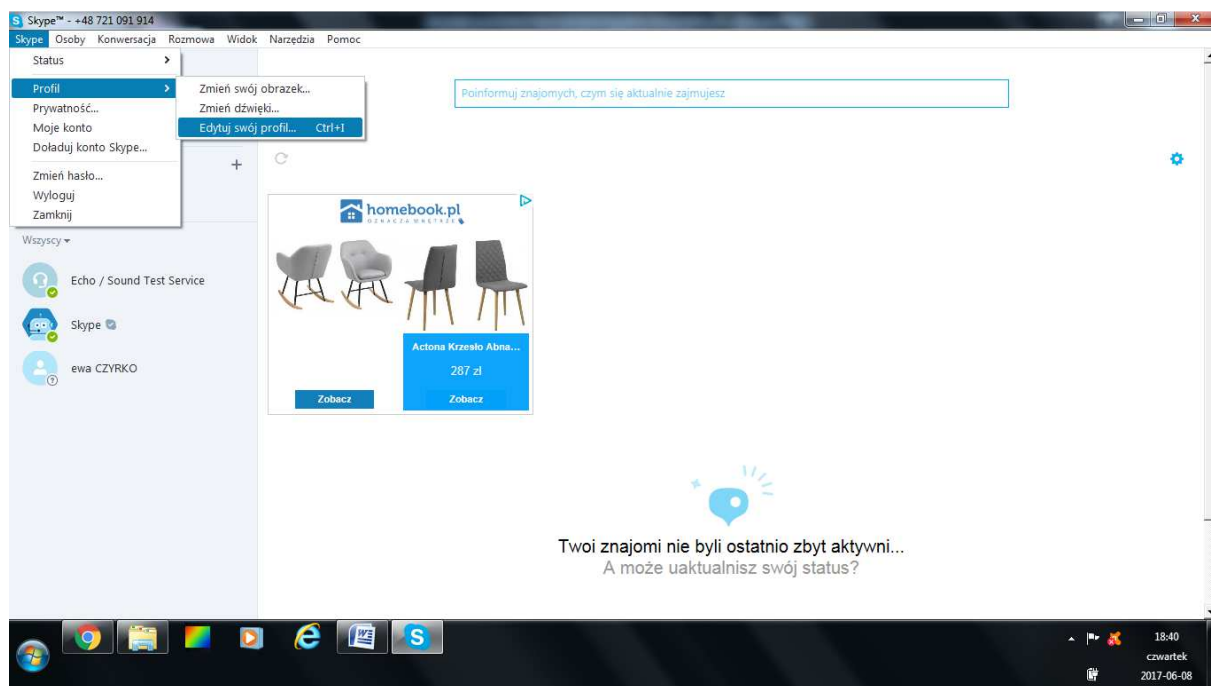 Skype™ - +48 721 091 914
Skype Osoby Konwersacja Rozmowa Widok Narzędzia Pomoc
Status
Profil
Prywatność...
Moje konto
Doładuj konto Skype...
Zmień hasło...
Wyloguj
Zamknij
Zmień swój obrazek...
Zmień dźwięki...
Edytuj swój profil... Ctrl+I
Poinformuj znajomych, czym się aktualnie zajmujesz
Wszyscy
Echo / Sound Test Service
Skype
ewa CZYRKO
homebook.pl
OZNACZA WNĘTRZE
Actona Krzesło Abna...
287 zł
Zobacz Zobacz
Twoi znajomi nie byli ostatnio zbyt aktywni...
A może uaktualnisz swój status?
18:40
czwartek
2017-06-08